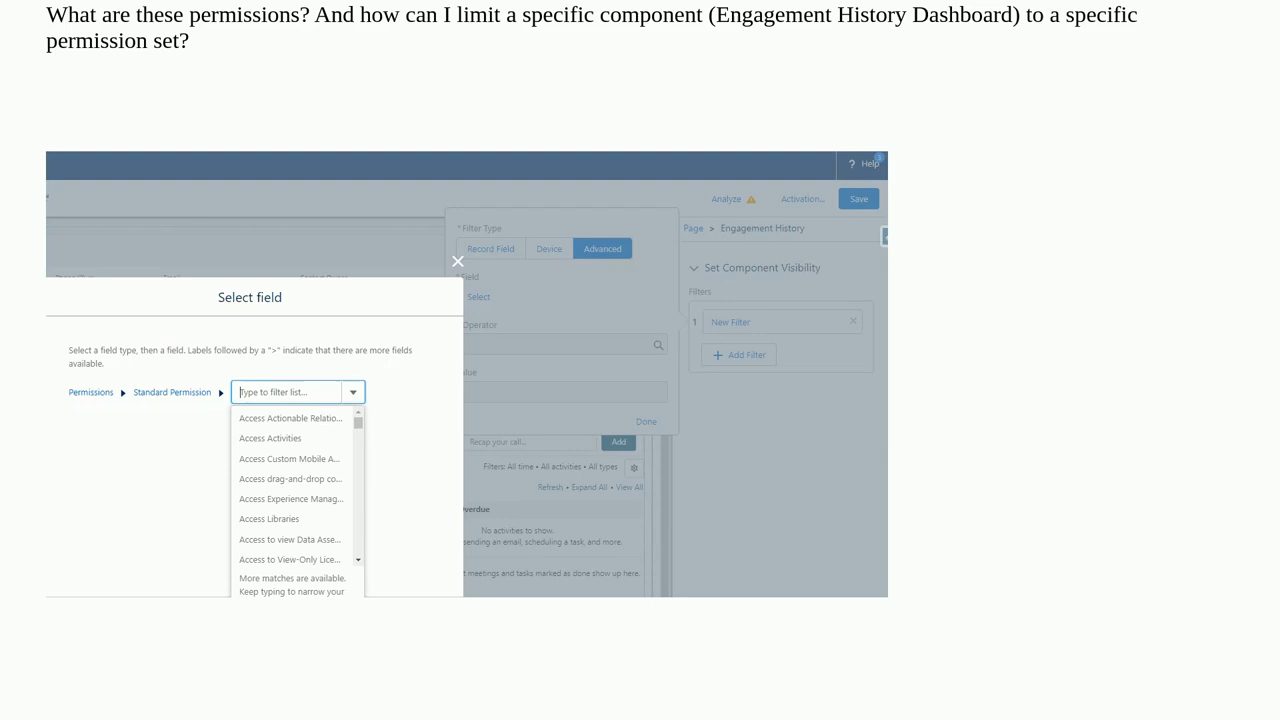 What are these permissions? And how can I limit a specific component (Engagement History Dashboard) to a specific
permission set?
? Help
3
Analyze
Activation...
Save
* Filter Type
Page > Engagement History
Record Field
Device
Advanced
Set Component Visibility
Field
Select field
Select
Filters
Operator
1
New Filter
×
Select a field type, then a field. Labels followed by a ">" indicate that there are more fields
available.
+ Add Filter
Permissions
Standard Permission
Type to filter list...
Access Actionable Relatio...
Access Activities
Access Custom Mobile A...
Access drag-and-drop co...
Access Experience Manag...
Access Libraries
Access to view Data Asse...
Access to View-Only Lice...
More matches are available.
Keep typing to narrow your
Done
Recap your call...
Add
Filters: All time • All activities • All types
Refresh • Expand All • View All
No activities to show.
sending an email, scheduling a task, and more.
t meetings and tasks marked as done show up here.